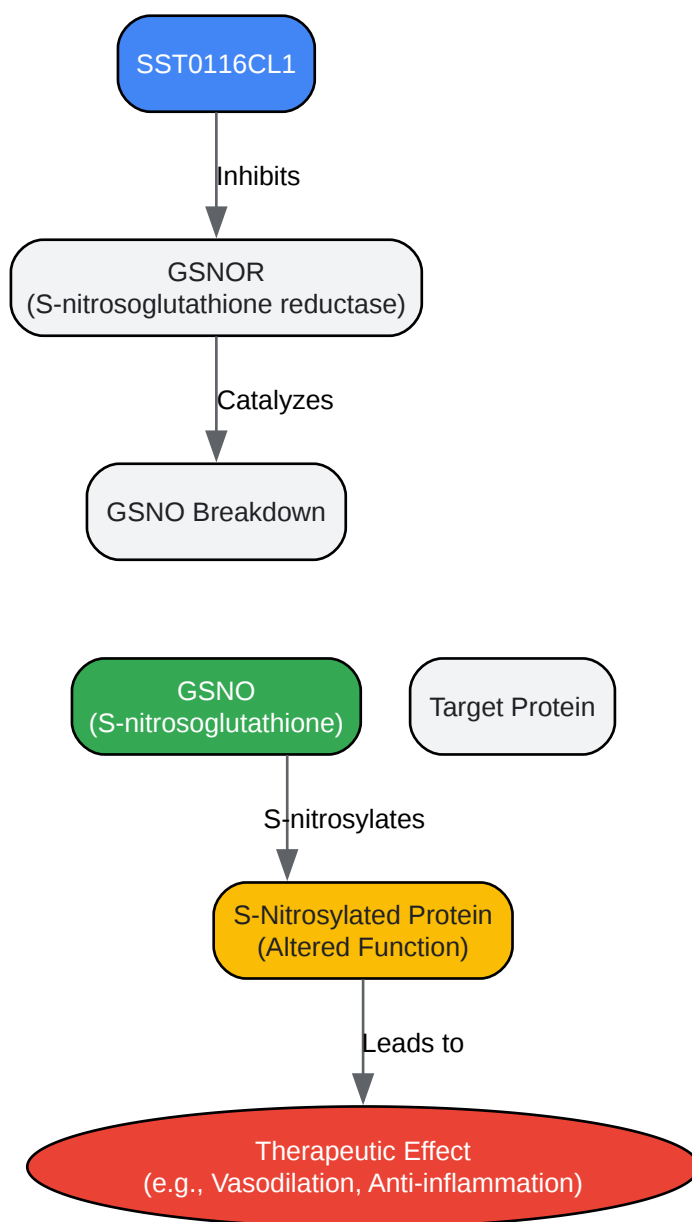 SST0116CL1
Inhibits
GSNOR
(S-nitrosoglutathione reductase)
Catalyzes
GSNO Breakdown
GSNO
(S-nitrosoglutathione)
Target Protein
S-nitrosylates
S-Nitrosylated Protein
(Altered Function)
Leads to
Therapeutic Effect
(e.g., Vasodilation, Anti-inflammation)